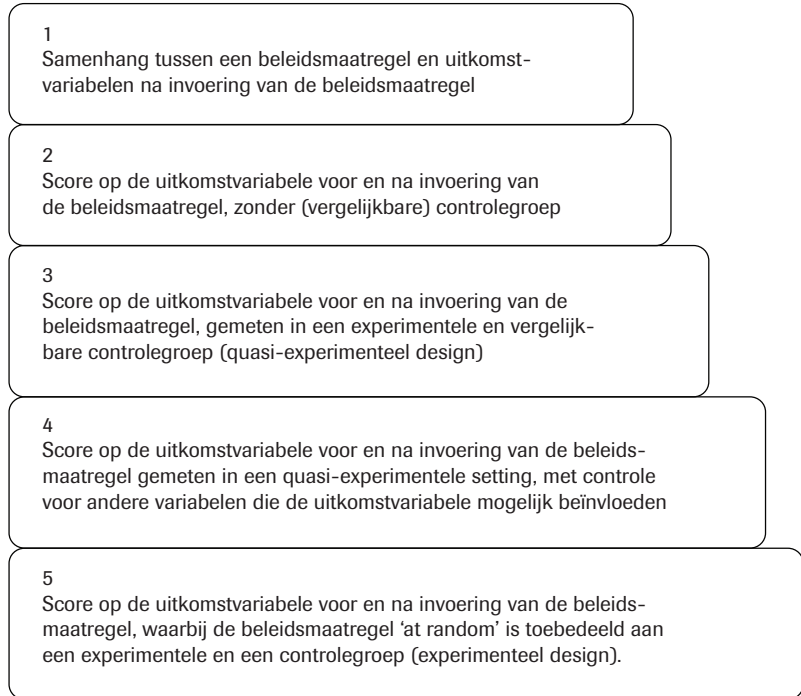 1
Samenhang tussen een beleidsmaatregel en uitkomst-
variabelen na invoering van de beleidsmaatregel
2
Score op de uitkomstvariabele voor en na invoering van
de beleidsmaatregel, zonder (vergelijkbare) controlegroep
3
Score op de uitkomstvariabele voor en na invoering van de
beleidsmaatregel, gemeten in een experimentele en vergelijk-
bare controlegroep (quasi-experimenteel design)
4
Score op de uitkomstvariabele voor en na invoering van de beleids-
maatregel gemeten in een quasi-experimentele setting, met controle
voor andere variabelen die de uitkomstvariabele mogelijk beïnvloeden
5
Score op de uitkomstvariabele voor en na invoering van de beleids-
maatregel, waarbij de beleidsmaatregel ‘at random’ is toebedeeld aan
een experimentele en een controlegroep (experimenteel design).